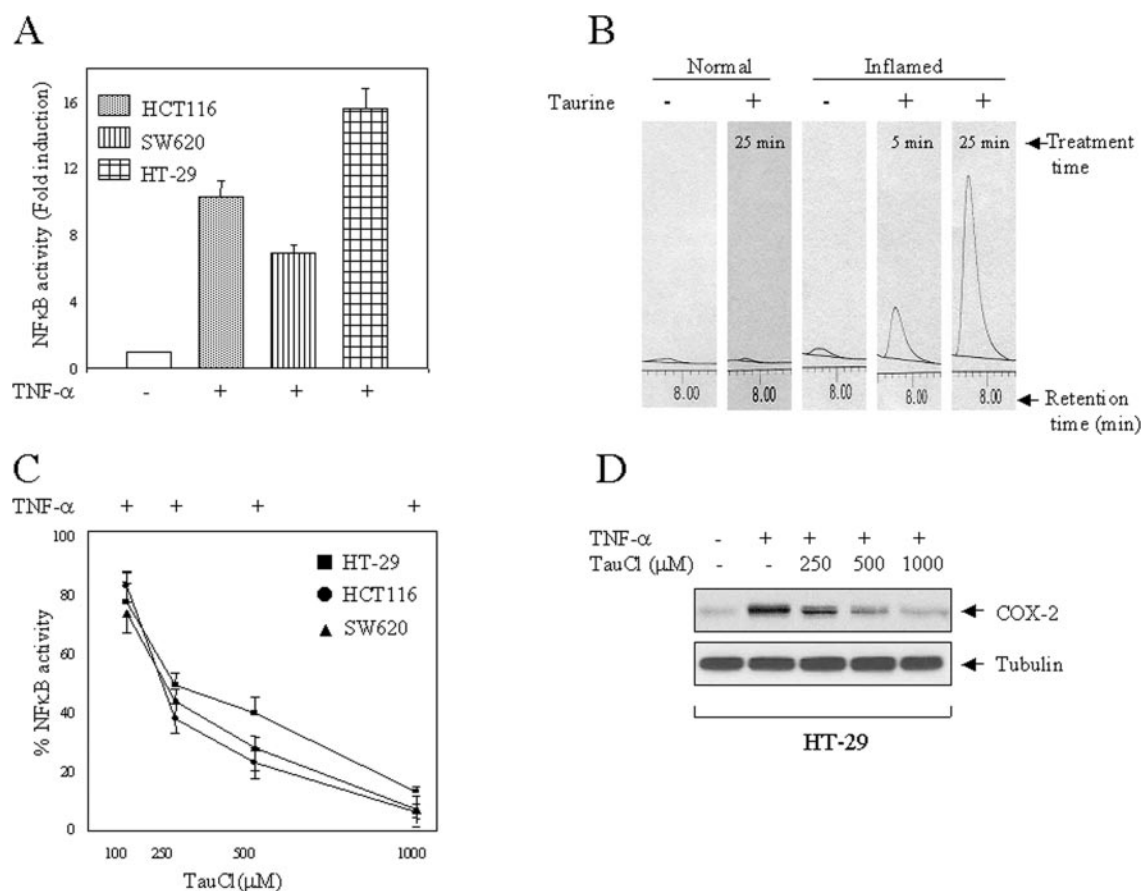 A
NFκB activity (Fold induction)
16
12
8
4
0
HCT116
SW620
HT-29
TNF-α - + + +
B
Normal Inflamed
Taurine - + - + +
25 min 5 min 25 min Treatment time
8.00 8.00 8.00 8.00 8.00
Retention time (min)
C
TNF-α + + + +
% NFκB activity
100
80
60
40
20
0
HT-29
HCT116
SW620
100 250 500 1000
TauCl (μM)
D
TNF-α - + + + +
TauCl (μM) - - 250 500 1000
COX-2
Tubulin
HT-29